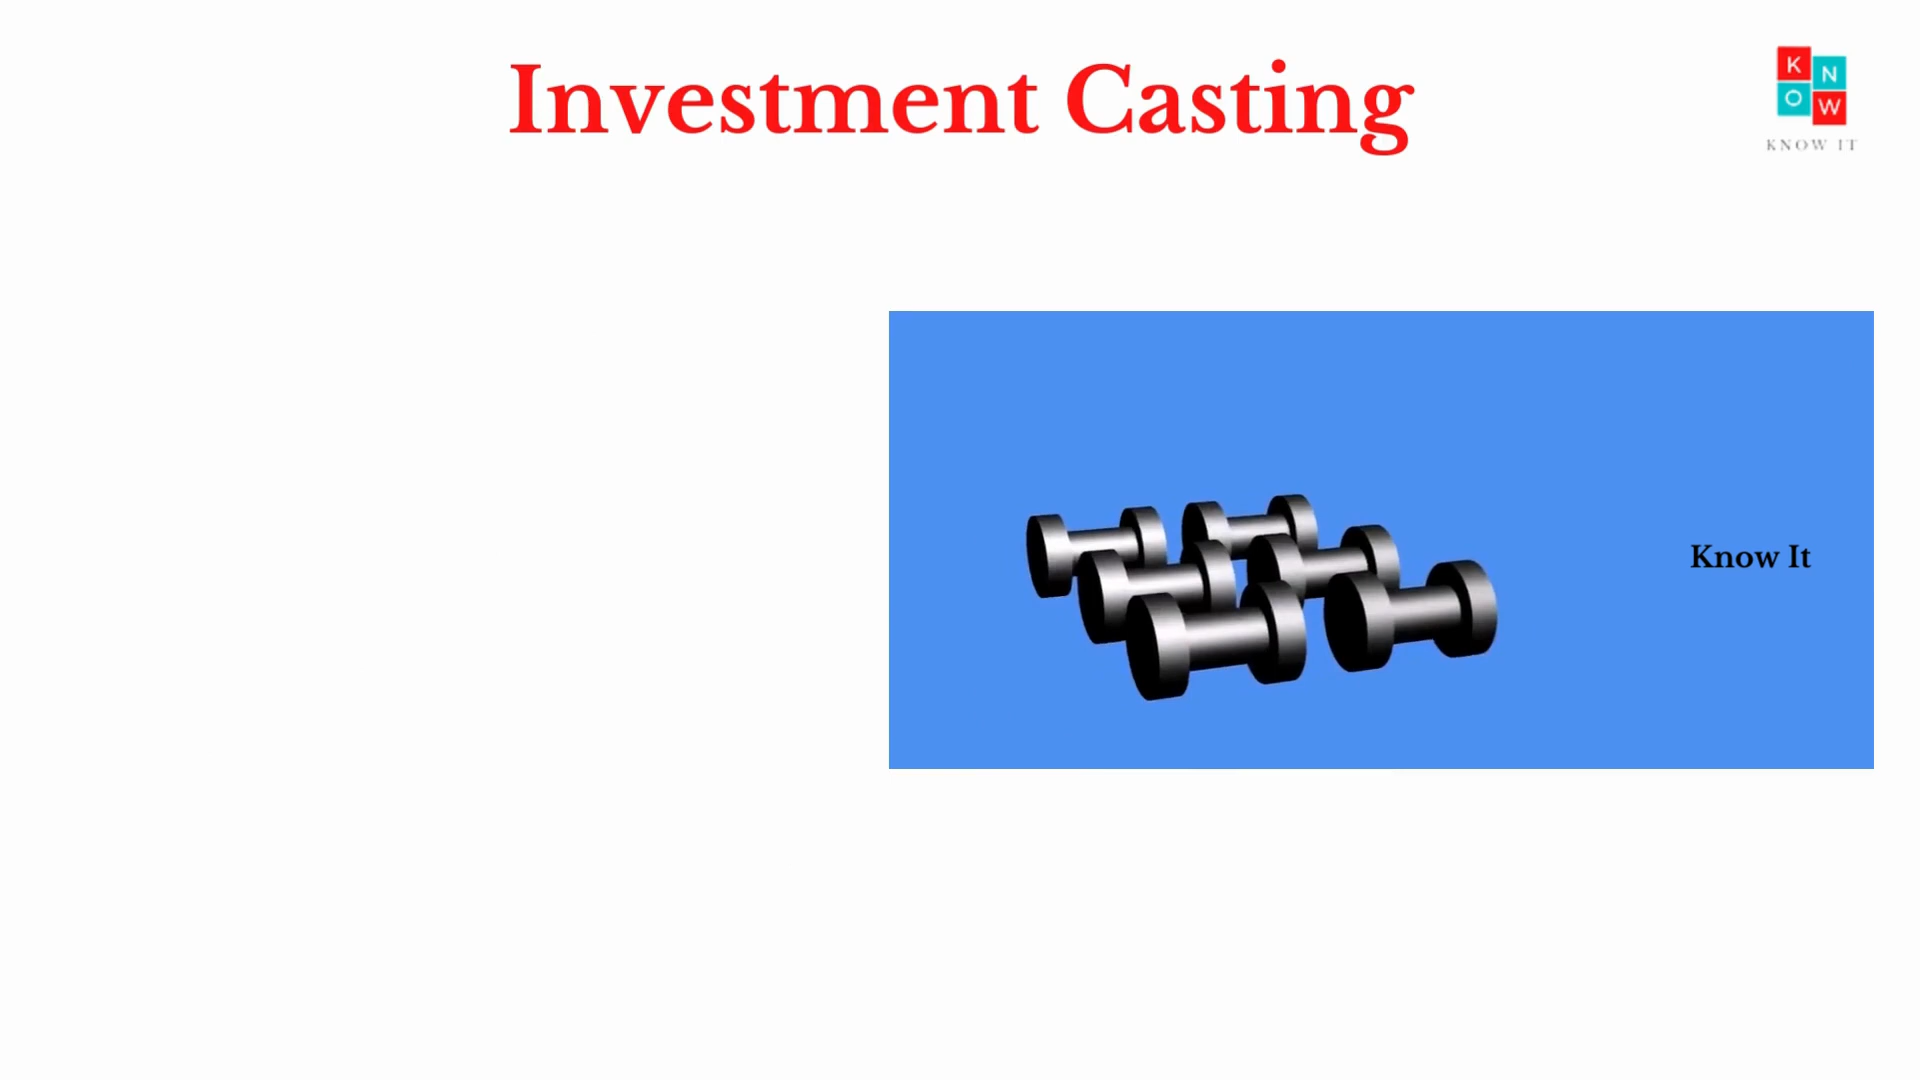 Investment Casting
K N
O W
KNOW IT
Know It